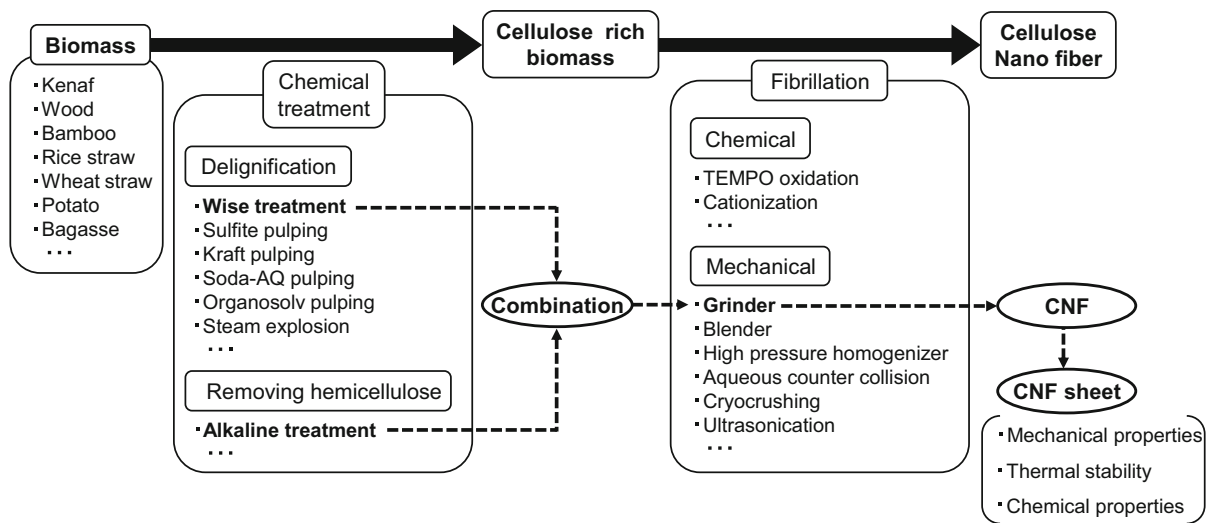 Biomass
Cellulose rich
biomass
Cellulose
Nano fiber
▪Kenaf
▪Wood
▪Bamboo
▪Rice straw
▪Wheat straw
▪Potato
▪Bagasse
...
Chemical
treatment
Delignification
▪Wise treatment
▪Sulfite pulping
▪Kraft pulping
▪Soda-AQ pulping
▪Organosolv pulping
▪Steam explosion
...
Removing hemicellulose
▪Alkaline treatment
...
Combination
Fibrillation
Chemical
▪TEMPO oxidation
▪Cationization
...
Mechanical
▪Grinder
▪Blender
▪High pressure homogenizer
▪Aqueous counter collision
▪Cryocrushing
▪Ultrasonication
...
CNF
CNF sheet
▪Mechanical properties
▪Thermal stability
▪Chemical properties